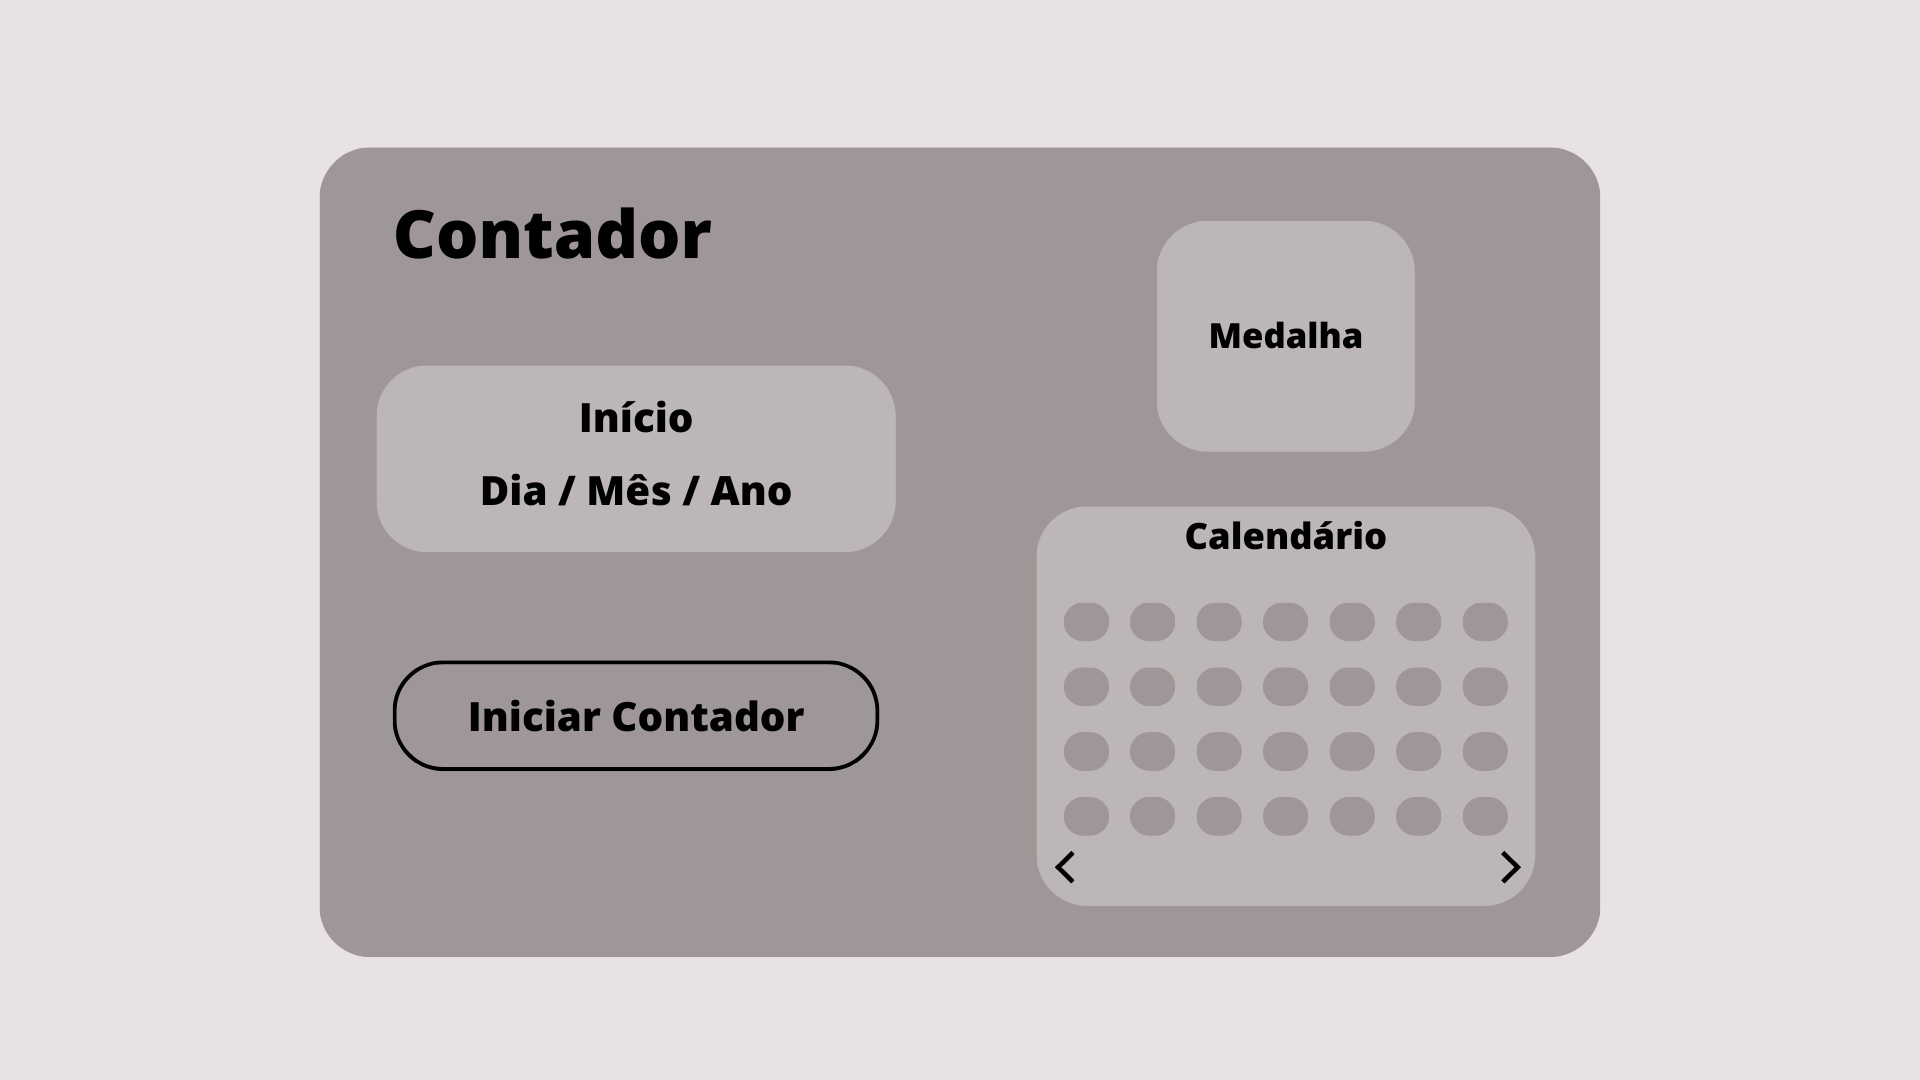 Contador
Início
Dia / Mês / Ano
Iniciar Contador
Medalha
Calendário